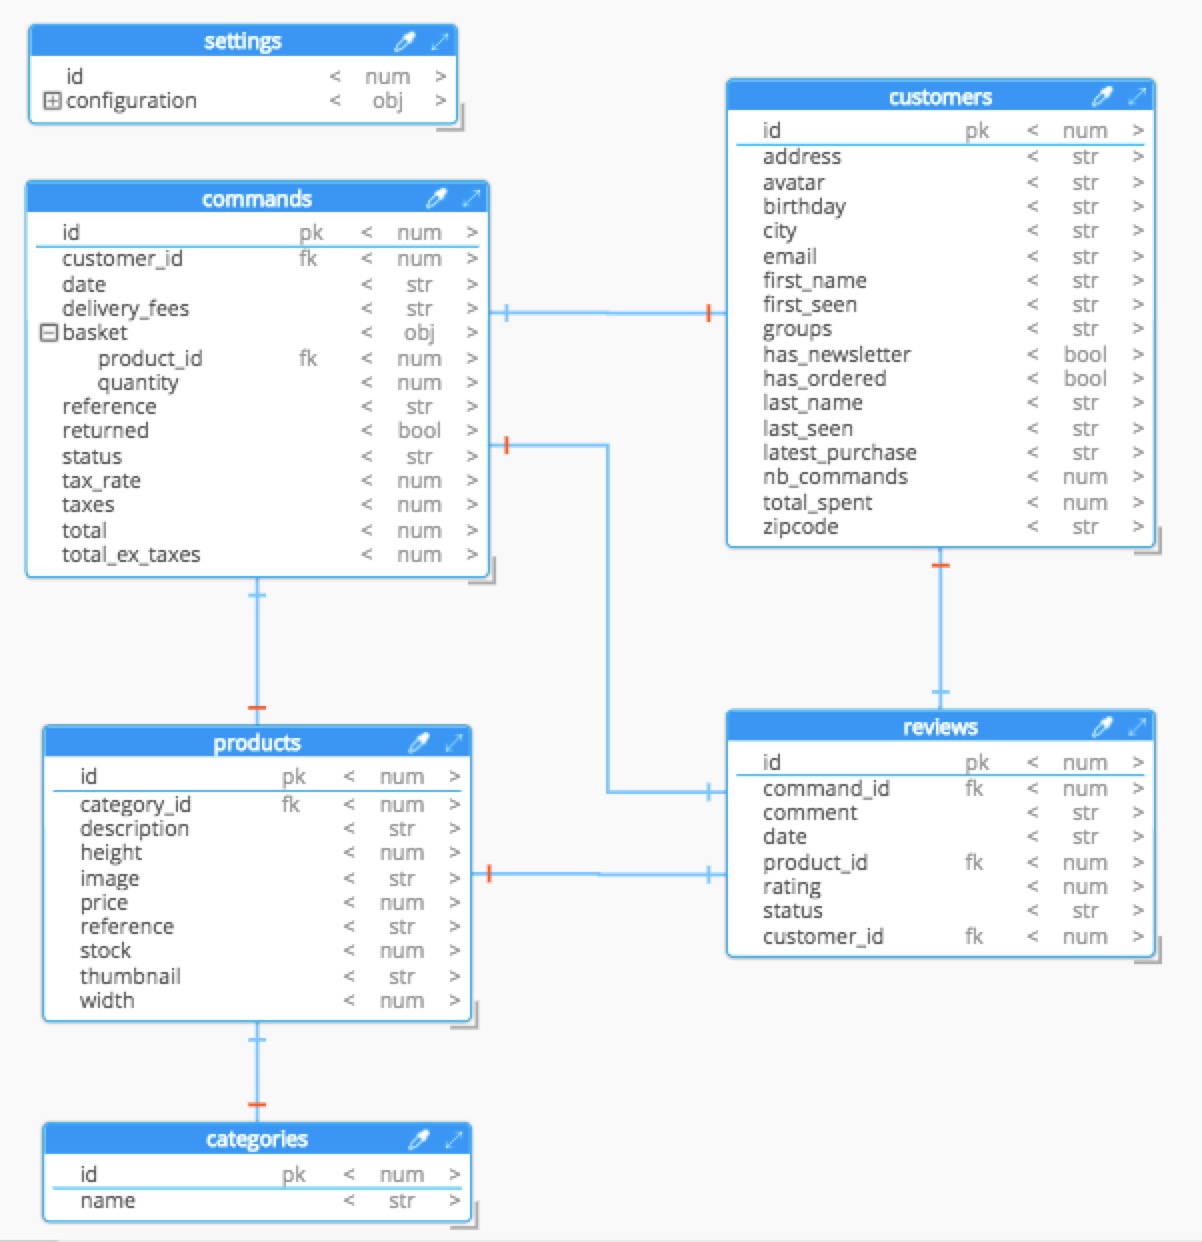 settings
id < num >
configuration < obj >
commands
id pk < num >
customer_id fk < num >
date < str >
delivery_fees < str >
basket < obj >
product_id fk < num >
quantity < num >
reference < str >
returned < bool >
status < str >
tax_rate < num >
taxes < num >
total < num >
total_ex_taxes < num >
customers
id pk < num >
address < str >
avatar < str >
birthday < str >
city < str >
email < str >
first_name < str >
first_seen < str >
groups < str >
has_newsletter < bool >
has_ordered < bool >
last_name < str >
last_seen < str >
latest_purchase < str >
nb_commands < num >
total_spent < num >
zipcode < str >
products
id pk < num >
category_id fk < num >
description < str >
height < num >
image < str >
price < num >
reference < str >
stock < num >
thumbnail < str >
width < num >
reviews
id pk < num >
command_id fk < num >
comment < str >
date < str >
product_id fk < num >
rating < num >
status < str >
customer_id fk < num >
categories
id pk < num >
name < str >